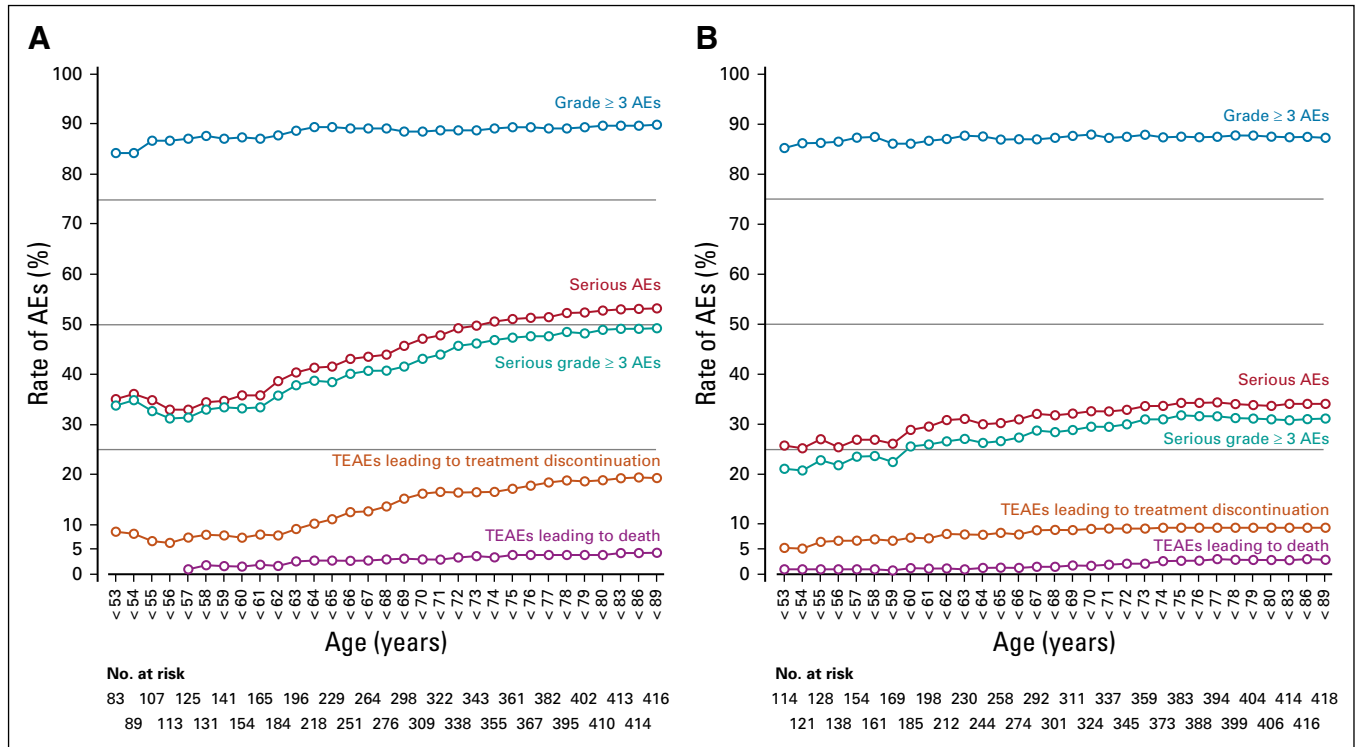 A
Rate of AEs (%)
100
90
80
70
60
50
40
30
20
10
5
0
Grade ≥ 3 AEs
Serious AEs
Serious grade ≥ 3 AEs
TEAEs leading to treatment discontinuation
TEAEs leading to death
< 53 < 54 < 55 < 56 < 57 < 58 < 59 < 60 < 61 < 62 < 63 < 64 < 65 < 66 < 67 < 68 < 69 < 70 < 71 < 72 < 73 < 74 < 75 < 76 < 77 < 78 < 79 < 80 < 83 < 86 < 89
Age (years)
No. at risk
83 107 125 141 165 196 229 264 298 322 343 361 382 402 413 416
89 113 131 154 184 218 251 276 309 338 355 367 395 410 414
B
Rate of AEs (%)
100
90
80
70
60
50
40
30
20
10
5
0
Grade ≥ 3 AEs
Serious AEs
Serious grade ≥ 3 AEs
TEAEs leading to treatment discontinuation
TEAEs leading to death
< 53 < 54 < 55 < 56 < 57 < 58 < 59 < 60 < 61 < 62 < 63 < 64 < 65 < 66 < 67 < 68 < 69 < 70 < 71 < 72 < 73 < 74 < 75 < 76 < 77 < 78 < 79 < 80 < 83 < 86 < 89
Age (years)
No. at risk
114 128 154 169 198 230 258 292 311 337 359 383 394 404 414 418
121 138 161 185 212 244 274 301 324 345 373 388 399 406 416